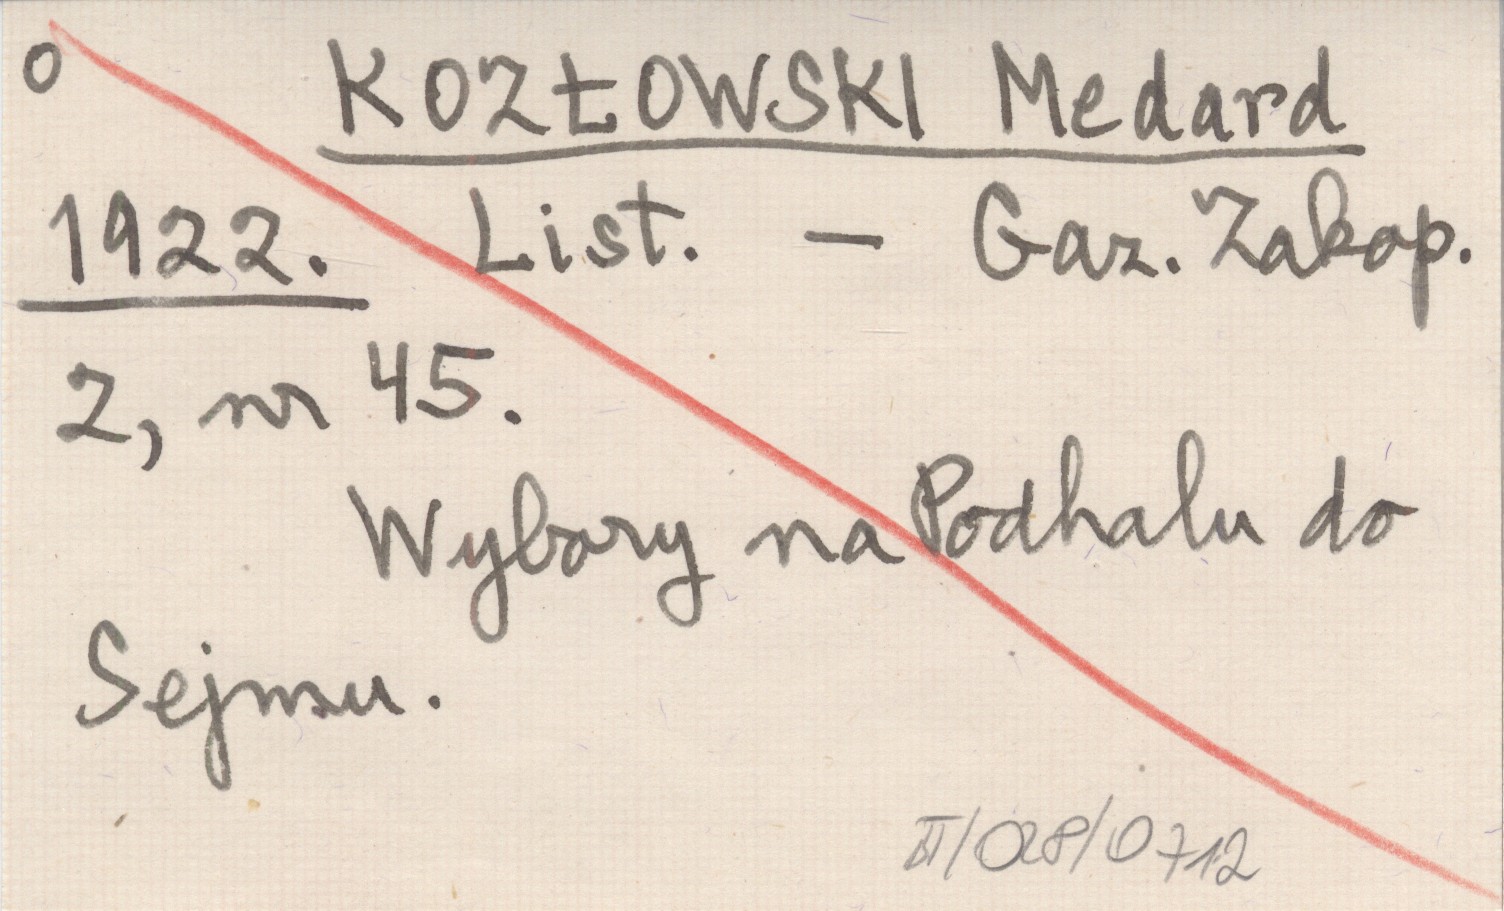 o KOZŁOWSKI Medard
1922. List. — Gaz. Zakop.
2, nr 45.
Wybory na Podhalu do
Sejmu.
II/028/0712